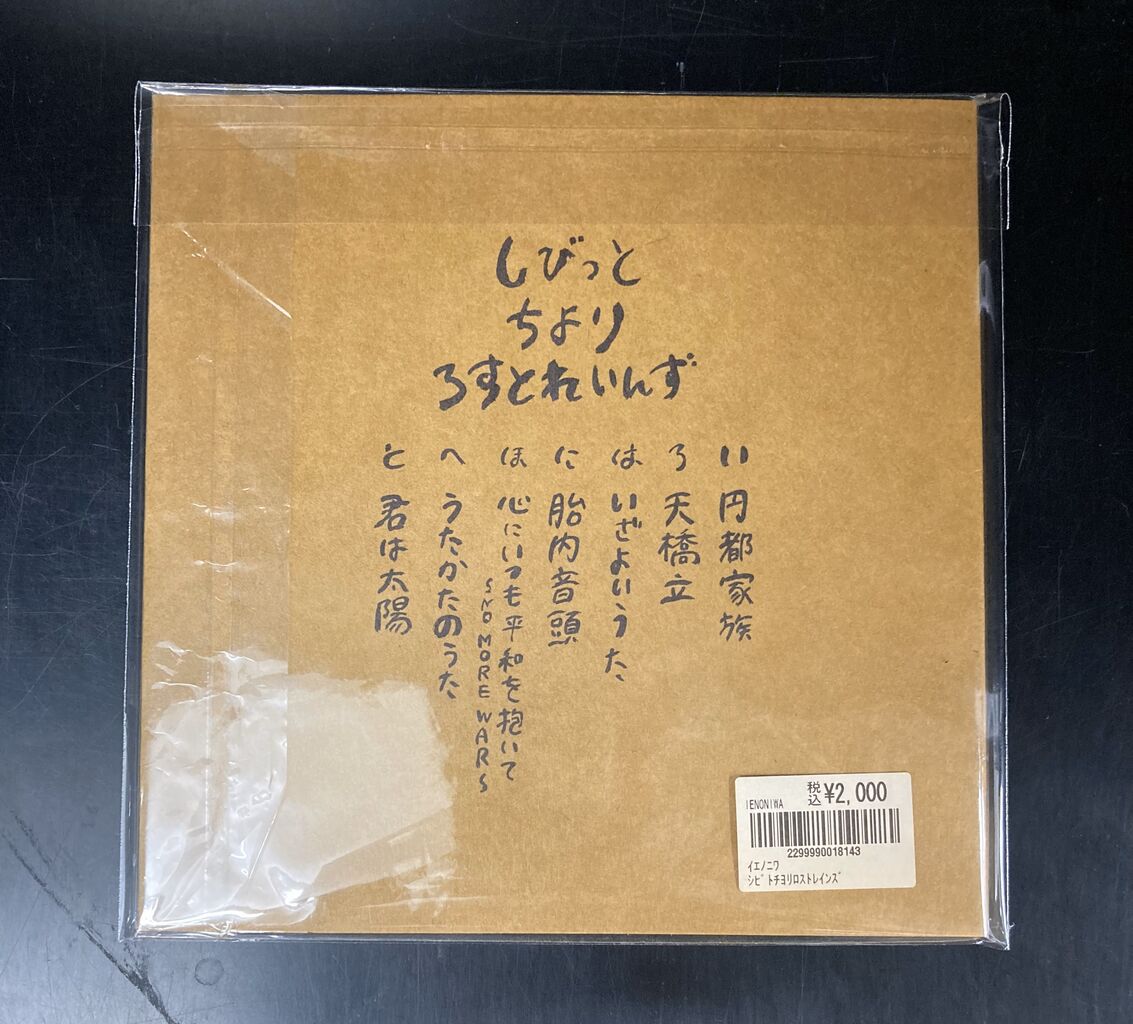 しびっと
ちより
ろすとれいんず
い 円都家族
ろ 天橋立
は いざよいうた
に 胎内音頭
ほ 心にいつも平和を抱いて
SNO MORE WARS
へ うたかたのうた
と 君は太陽
IENONIWA 税込 ¥2,000
2299990018143
イエノニワ
シビトチヨリロストレインズ